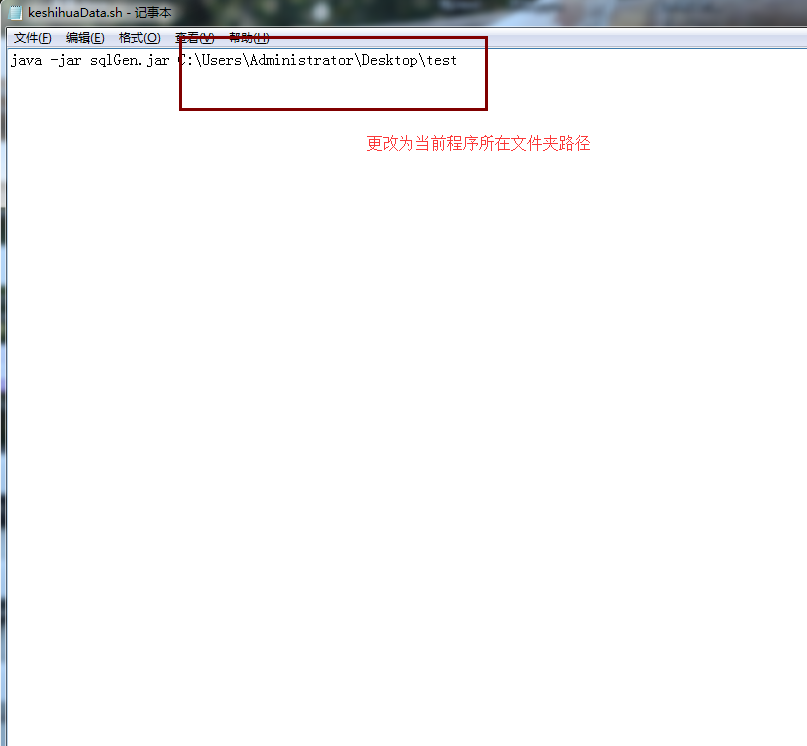 keshihuaData.sh - 记事本
文件(F) 编辑(E) 格式(O) 查看(V) 帮助(H)
java -jar sqlGen.jar C:\Users\Administrator\Desktop\test
更改为当前程序所在文件夹路径